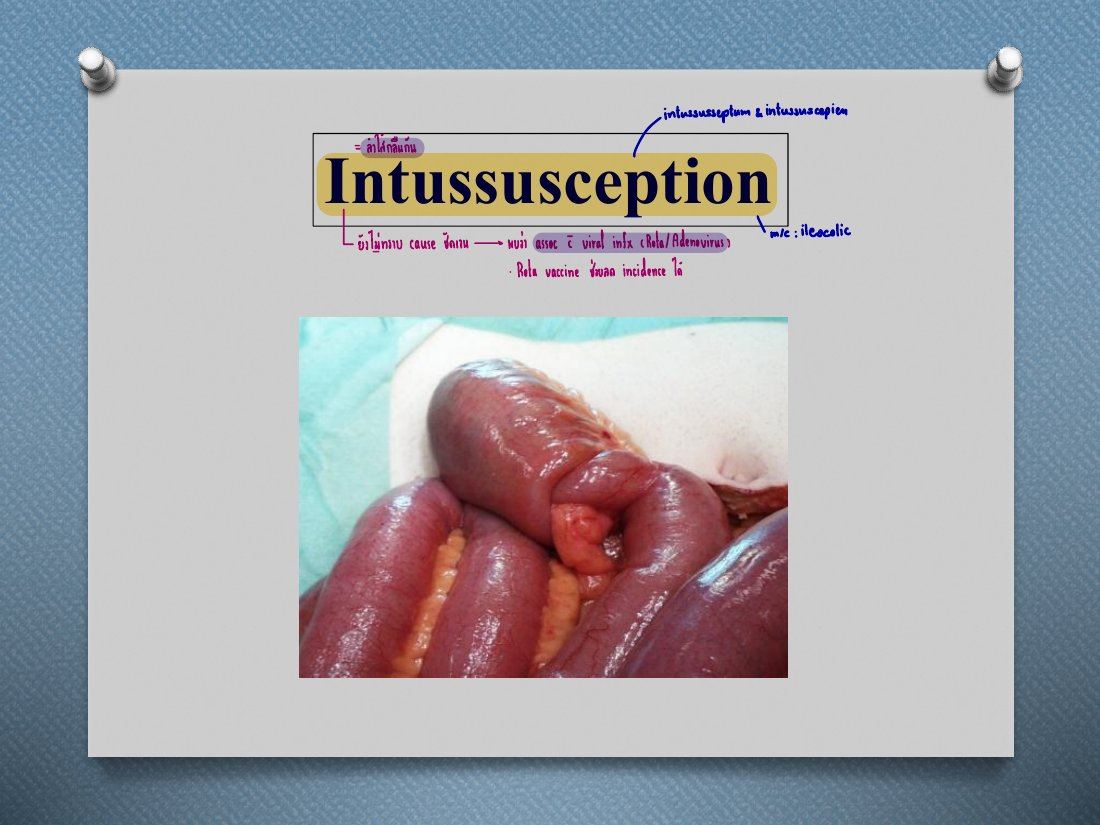 intussusseptum & intussuscepien
= ลำไส้กลืนกัน
Intussusception
m/c : ileocolic
ยังไม่ทราบ cause ชัดเจน → พบว่า assoc c̄ viral infx (Rota/Adenovirus)
· Rota vaccine ช่วยลด incidence ได้